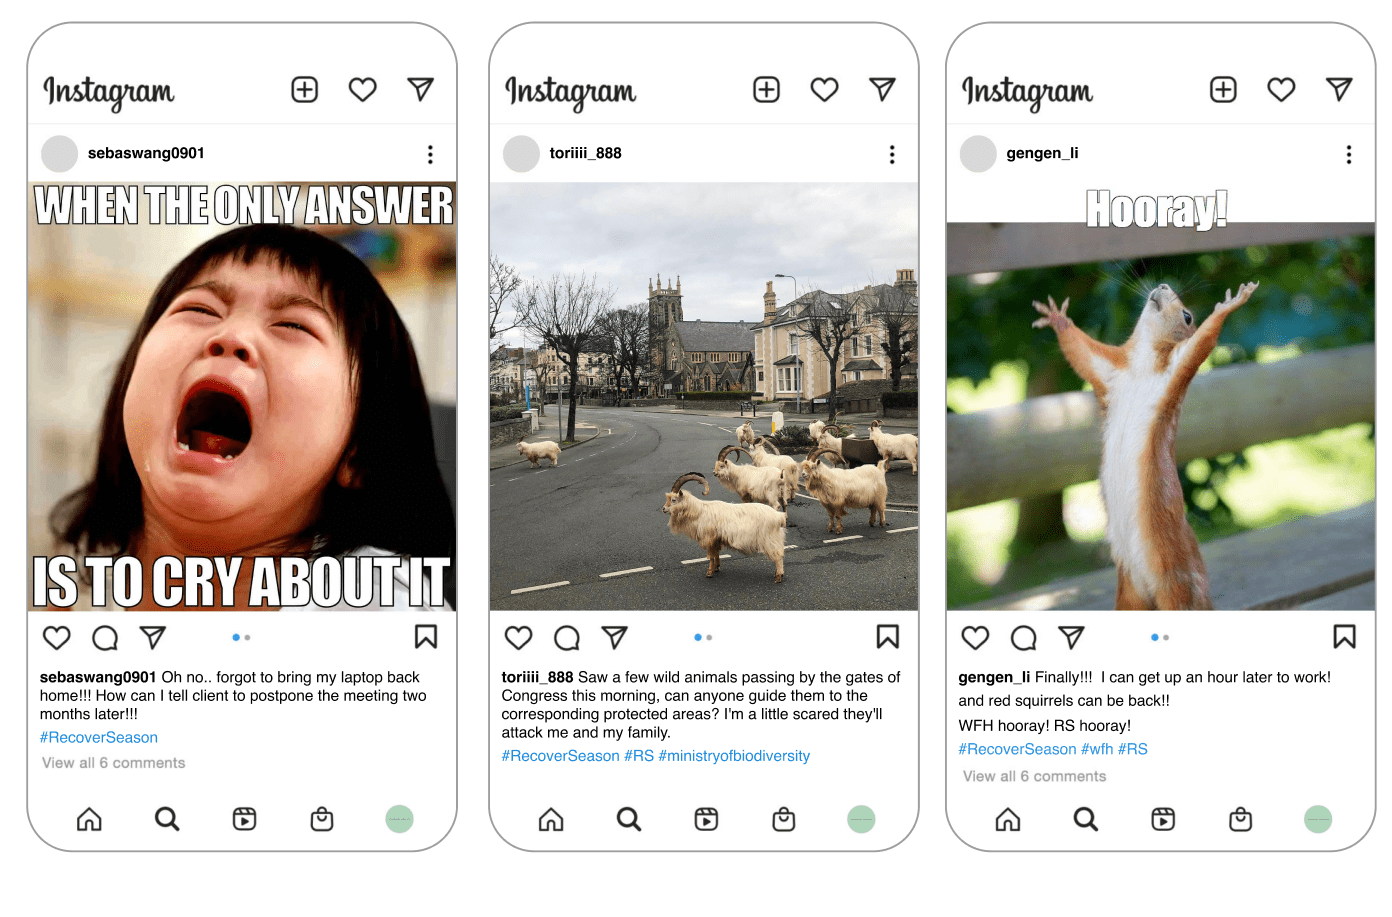 Instagram
sebaswang0901
WHEN THE ONLY ANSWER
IS TO CRY ABOUT IT
sebaswang0901 Oh no.. forgot to bring my laptop back
home!!! How can I tell client to postpone the meeting two
months later!!!
#RecoverSeason
View all 6 comments
Instagram
toriiii_888
toriiii_888 Saw a few wild animals passing by the gates of
Congress this morning, can anyone guide them to the
corresponding protected areas? I'm a little scared they'll
attack me and my family.
#RecoverSeason #RS #ministryofbiodiversity
Instagram
gengen_li
Hooray!
gengen_li Finally!!! I can get up an hour later to work!
and red squirrels can be back!!
WFH hooray! RS hooray!
#RecoverSeason #wfh #RS
View all 6 comments